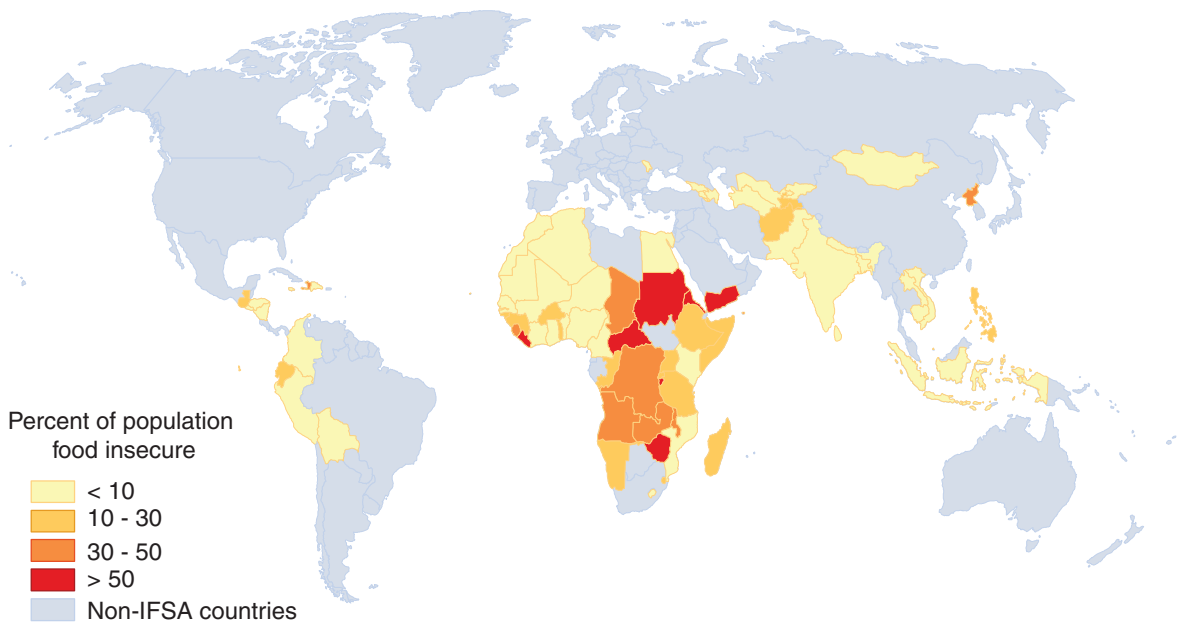 Percent of population
food insecure
< 10
10 - 30
30 - 50
> 50
Non-IFSA countries